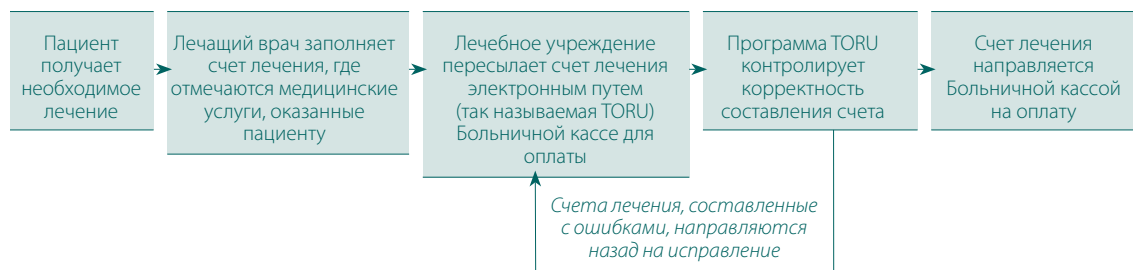 Пациент
получает
необходимое
лечение
Лечащий врач заполняет
счет лечения, где
отмечаются медицинские
услуги, оказанные
пациенту
Лечебное учреждение
пересылает счет лечения
электронным путем
(так называемая TORU)
Больничной кассе для
оплаты
Программа TORU
контролирует
корректность
составления счета
Счет лечения
направляется
Больничной кассой
на оплату
Счета лечения, составленные
с ошибками, направляются
назад на исправление